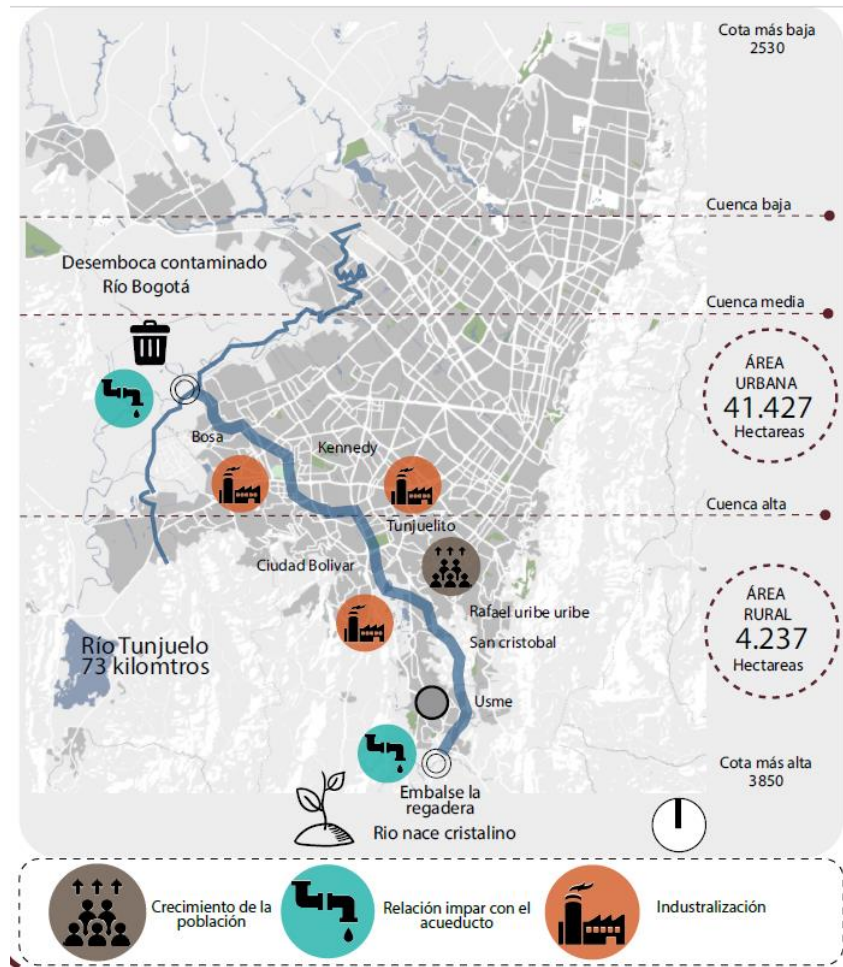 Cota más baja
2530
Cuenca baja
Desemboca contaminado
Río Bogotá
Cuenca media
ÁREA
URBANA
41.427
Hectareas
Bosa
Kennedy
Cuenca alta
Tunjuelito
Ciudad Bolivar
Rafael uribe uribe
San cristobal
ÁREA
RURAL
4.237
Hectareas
Río Tunjuelo
73 kilomtros
Usme
Cota más alta
3850
Embalse la
regadera
Rio nace cristalino
Crecimiento de la
población
Relación impar con el
acueducto
Industralización